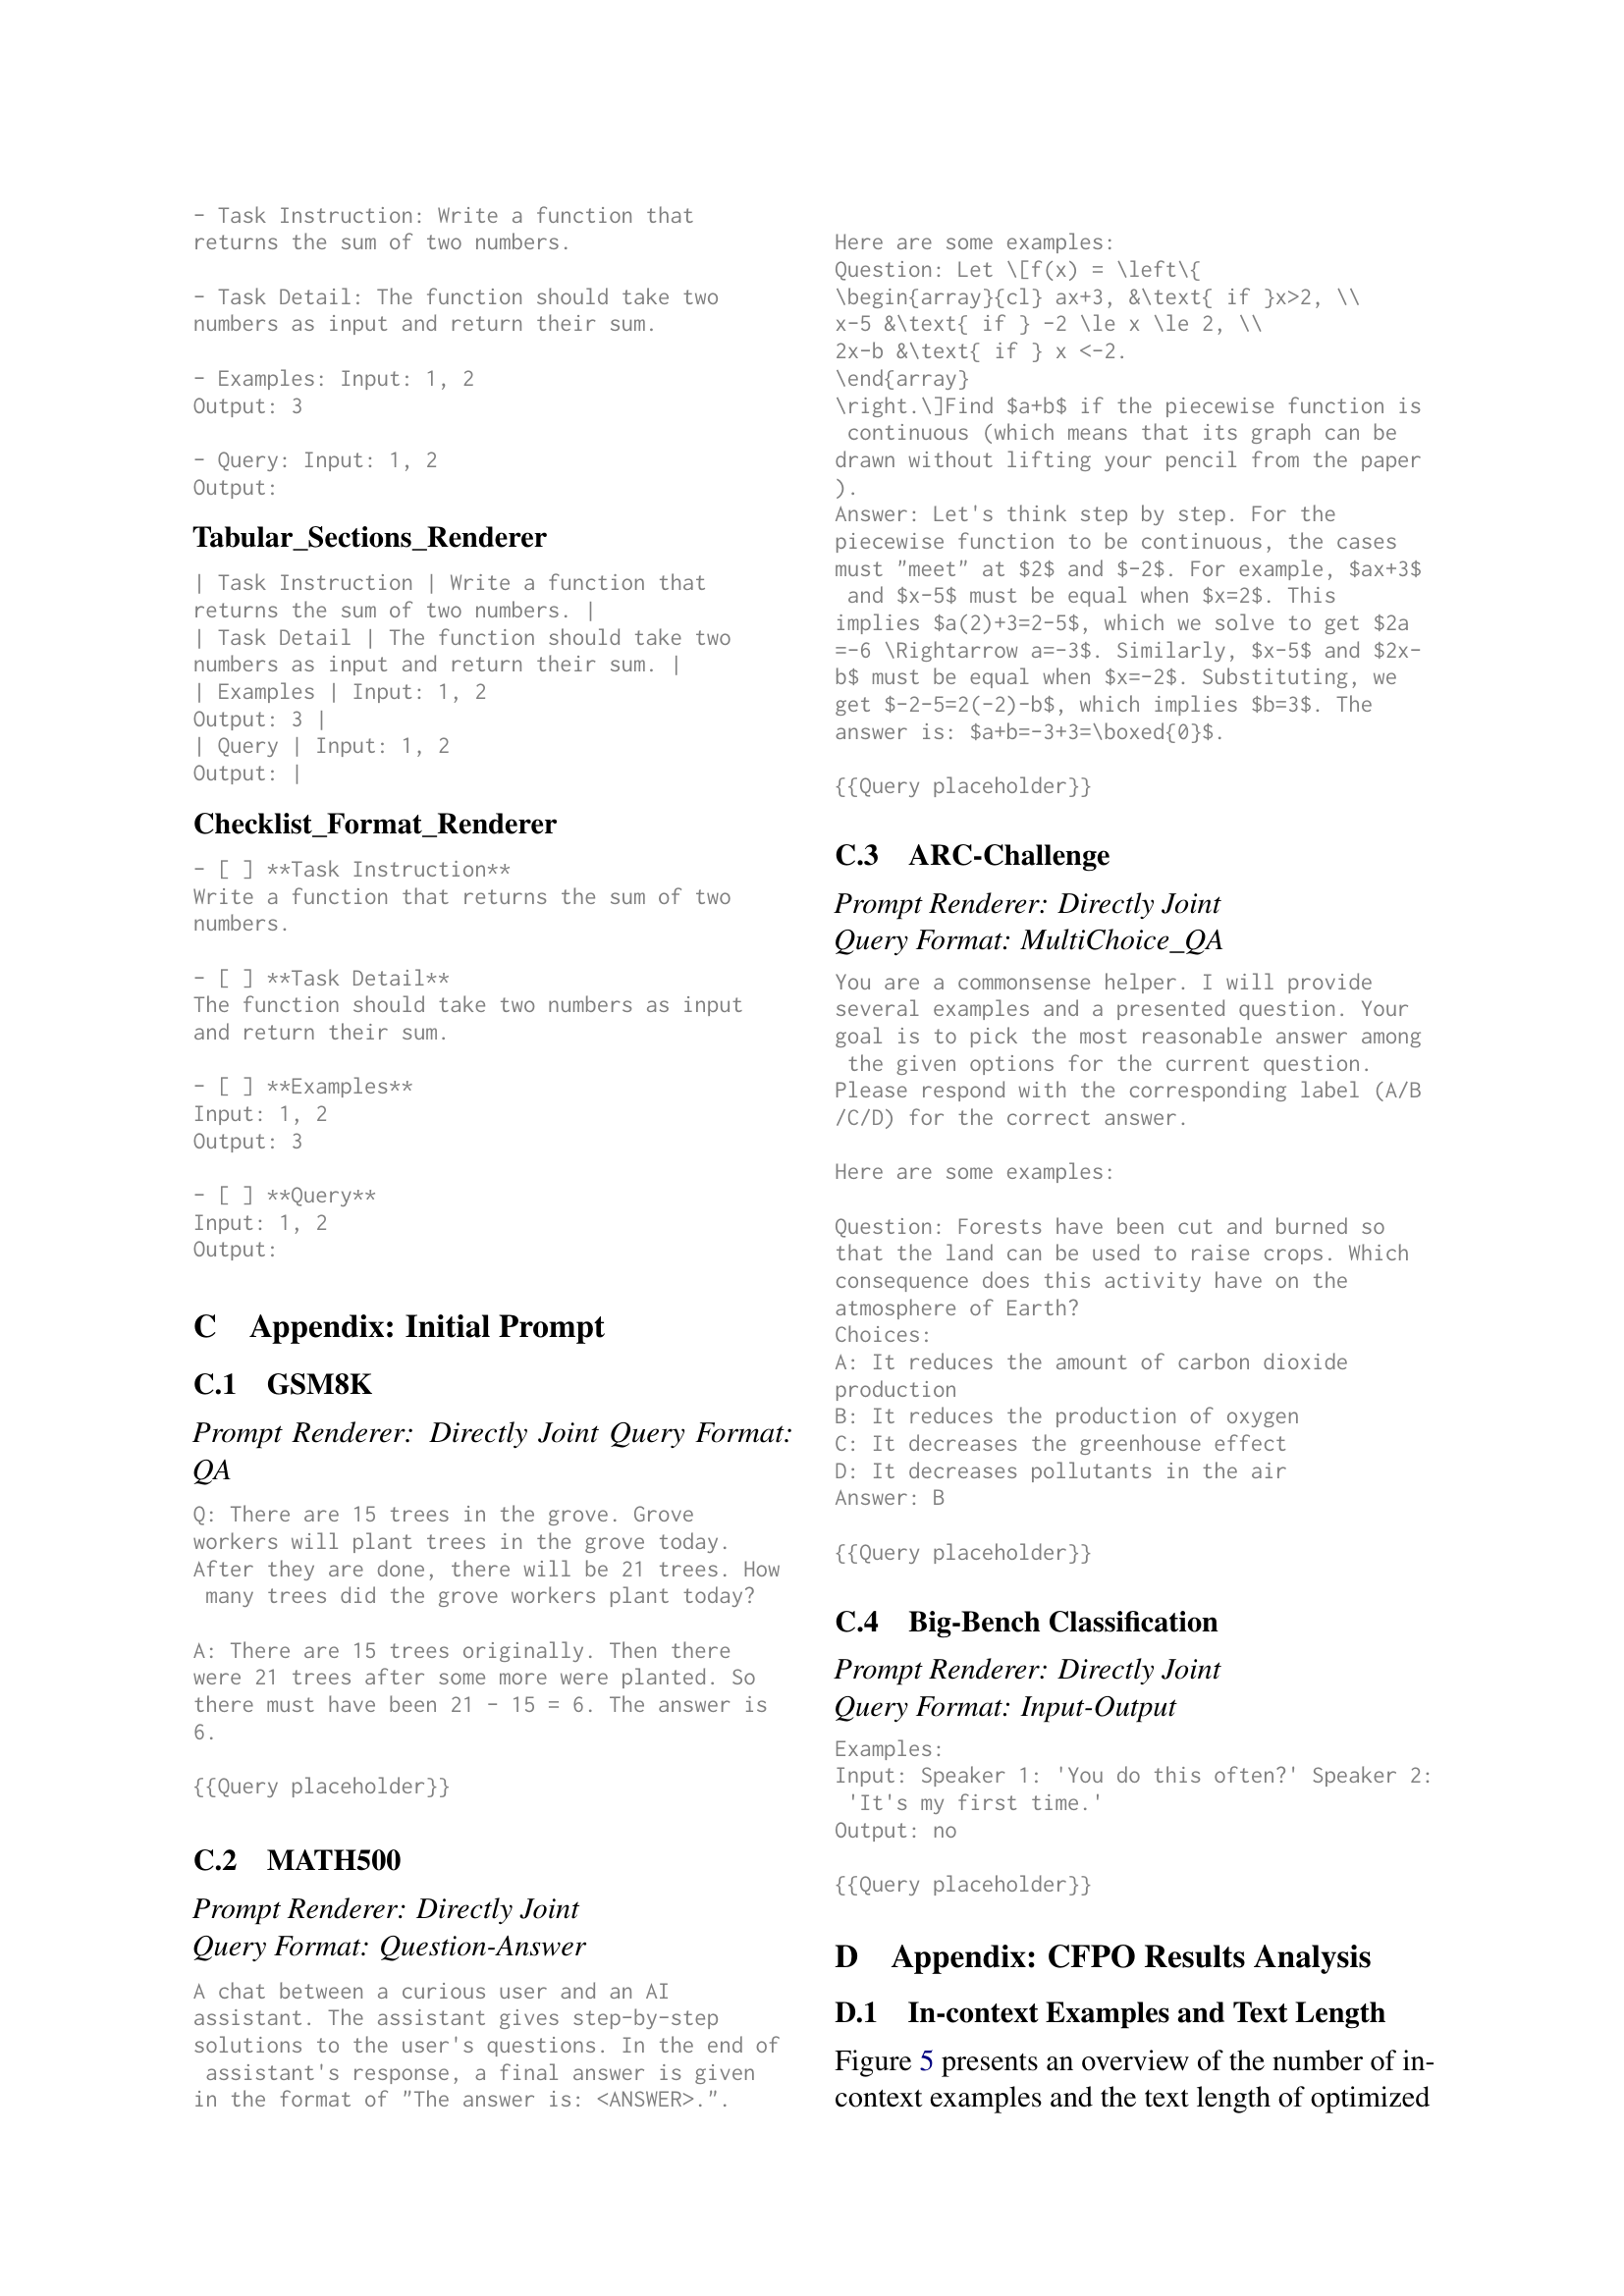 - Task Instruction: Write a function that
returns the sum of two numbers.
- Task Detail: The function should take two
numbers as input and return their sum.
- Examples: Input: 1, 2
Output: 3
- Query: Input: 1, 2
Output:
Tabular_Sections_Renderer
| Task Instruction | Write a function that
returns the sum of two numbers. |
| Task Detail | The function should take two
numbers as input and return their sum. |
| Examples | Input: 1, 2
Output: 3 |
| Query | Input: 1, 2
Output: |
Checklist_Format_Renderer
- [ ] **Task Instruction**
Write a function that returns the sum of two
numbers.
- [ ] **Task Detail**
The function should take two numbers as input
and return their sum.
- [ ] **Examples**
Input: 1, 2
Output: 3
- [ ] **Query**
Input: 1, 2
Output:
C Appendix: Initial Prompt
C.1 GSM8K
Prompt Renderer: Directly Joint Query Format:
QA
Q: There are 15 trees in the grove. Grove
workers will plant trees in the grove today.
After they are done, there will be 21 trees. How
many trees did the grove workers plant today?
A: There are 15 trees originally. Then there
were 21 trees after some more were planted. So
there must have been 21 - 15 = 6. The answer is
6.
{{Query placeholder}}
C.2 MATH500
Prompt Renderer: Directly Joint
Query Format: Question-Answer
A chat between a curious user and an AI
assistant. The assistant gives step-by-step
solutions to the user's questions. In the end of
assistant's response, a final answer is given
in the format of "The answer is: <ANSWER>.".
Here are some examples:
Question: Let \[f(x) = \left\{
\begin{array}{cl} ax+3, &\text{ if }x>2, \\
x-5 &\text{ if } -2 \le x \le 2, \\
2x-b &\text{ if } x <-2.
\end{array}
\right.\]Find $a+b$ if the piecewise function is
continuous (which means that its graph can be
drawn without lifting your pencil from the paper
).
Answer: Let's think step by step. For the
piecewise function to be continuous, the cases
must "meet" at $2$ and $-2$. For example, $ax+3$
and $x-5$ must be equal when $x=2$. This
implies $a(2)+3=2-5$, which we solve to get $2a
=-6 \Rightarrow a=-3$. Similarly, $x-5$ and $2x-
b$ must be equal when $x=-2$. Substituting, we
get $-2-5=2(-2)-b$, which implies $b=3$. The
answer is: $a+b=-3+3=\boxed{0}$.
{{Query placeholder}}
C.3 ARC-Challenge
Prompt Renderer: Directly Joint
Query Format: MultiChoice_QA
You are a commonsense helper. I will provide
several examples and a presented question. Your
goal is to pick the most reasonable answer among
the given options for the current question.
Please respond with the corresponding label (A/B
/C/D) for the correct answer.
Here are some examples:
Question: Forests have been cut and burned so
that the land can be used to raise crops. Which
consequence does this activity have on the
atmosphere of Earth?
Choices:
A: It reduces the amount of carbon dioxide
production
B: It reduces the production of oxygen
C: It decreases the greenhouse effect
D: It decreases pollutants in the air
Answer: B
{{Query placeholder}}
C.4 Big-Bench Classification
Prompt Renderer: Directly Joint
Query Format: Input-Output
Examples:
Input: Speaker 1: 'You do this often?' Speaker 2:
'It's my first time.'
Output: no
{{Query placeholder}}
D Appendix: CFPO Results Analysis
D.1 In-context Examples and Text Length
Figure 5 presents an overview of the number of in-
context examples and the text length of optimized